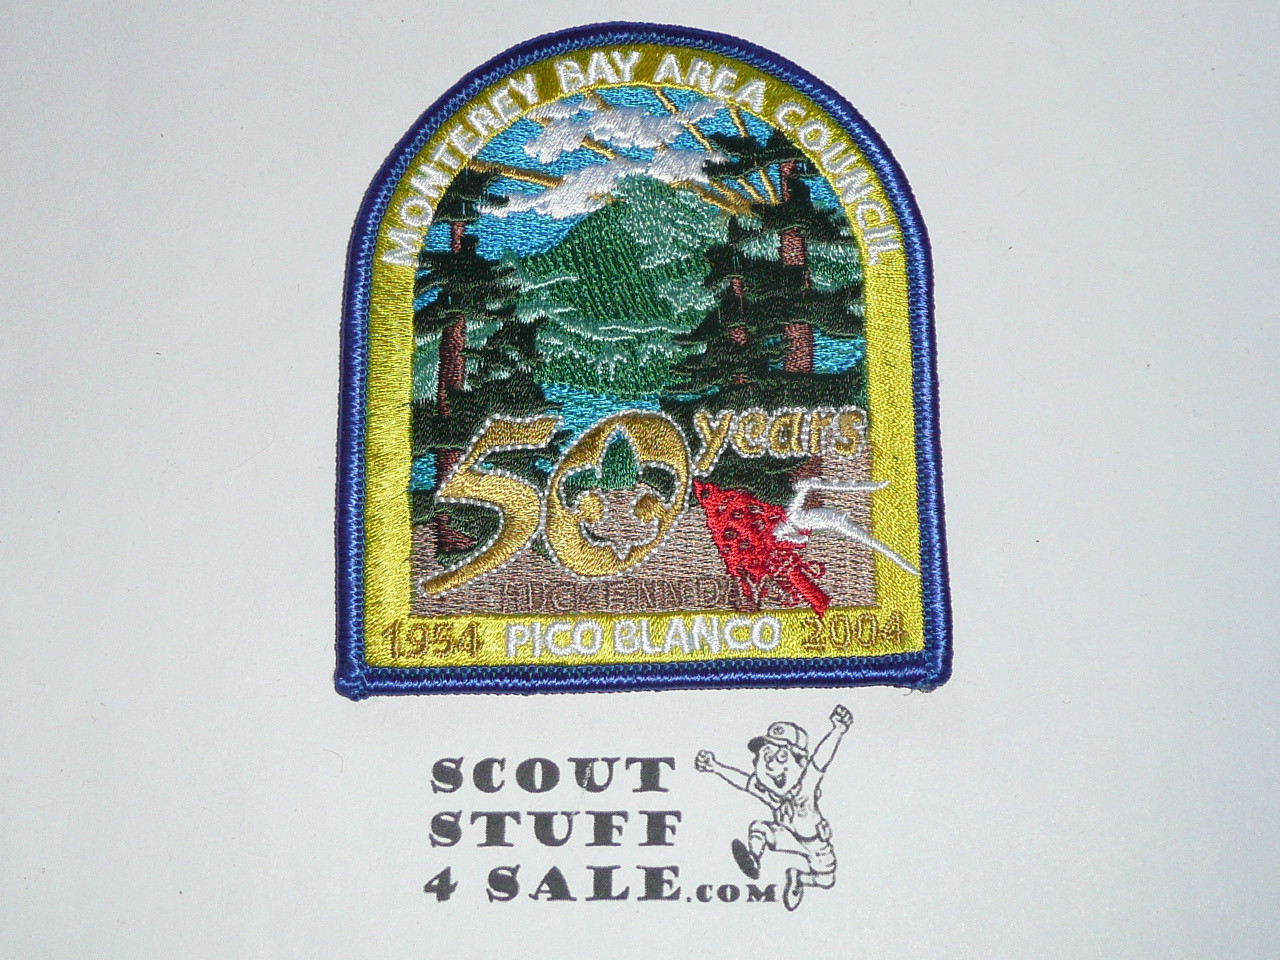 MONTEREY BAY AREA COUNCIL
50 years
1954 PICO BLANCO 2004
SCOUT
STUFF
4 SALE.COM